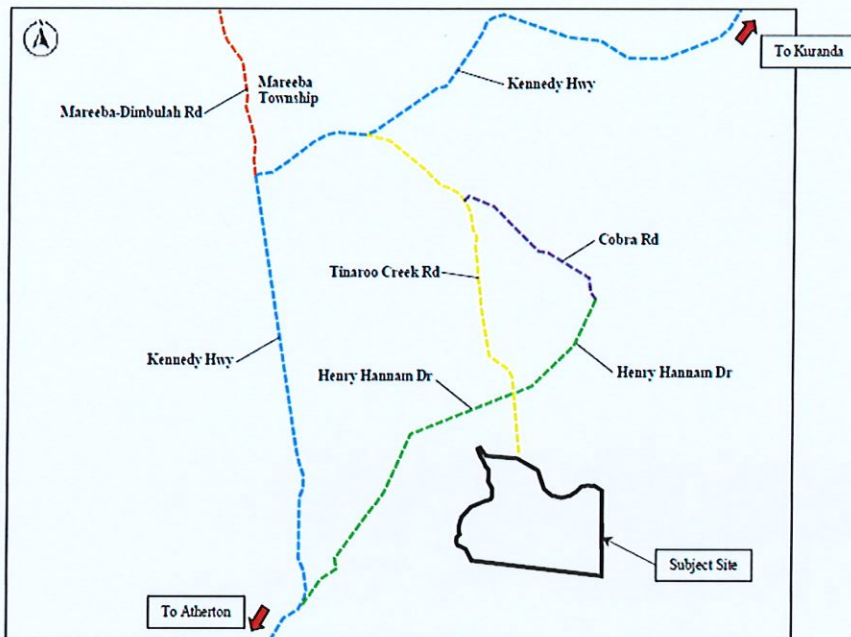 To Kuranda
Kennedy Hwy
Mareeba
Township
Mareeba-Dimbulah Rd
Cobra Rd
Tinaroo Creek Rd
Kennedy Hwy
Henry Hannam Dr
Henry Hannam Dr
Subject Site
To Atherton